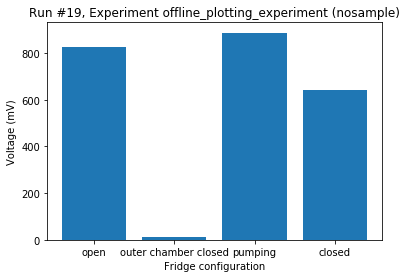 Run #19, Experiment offline_plotting_experiment (nosample)
800
600
400
200
0
Voltage (mV)
open outer chamber closed pumping closed
Fridge configuration